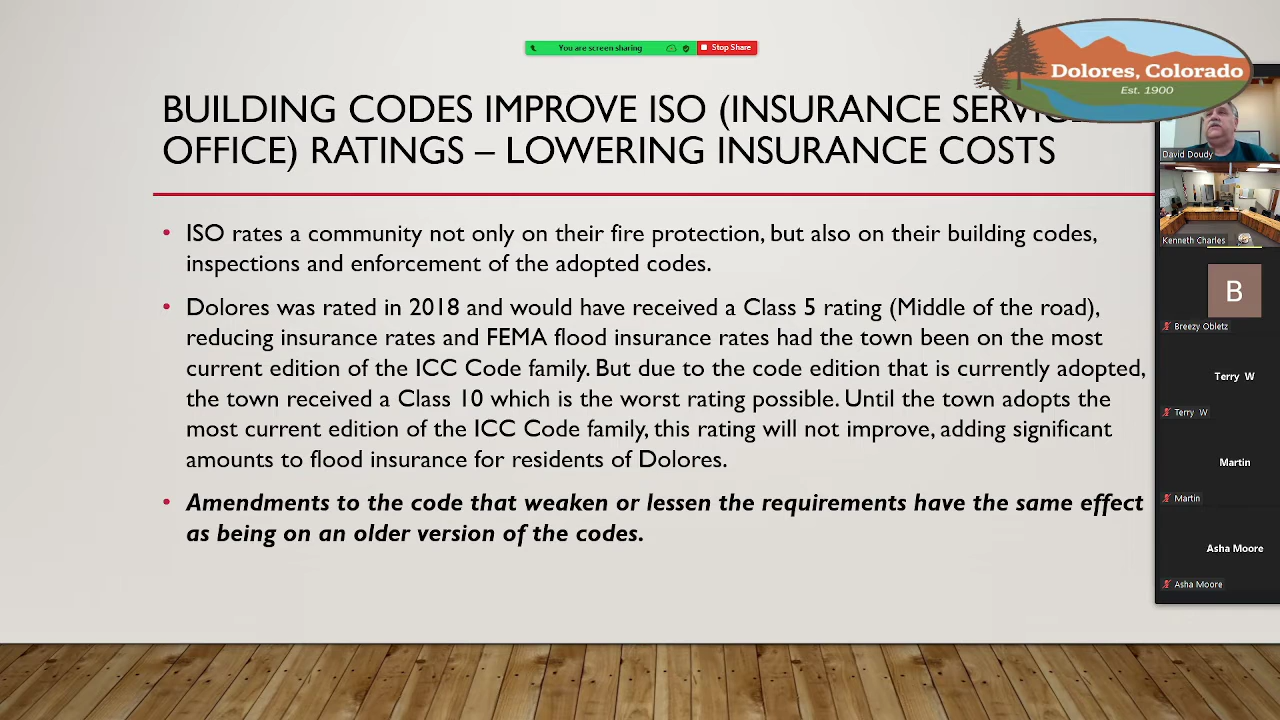 You are screen sharing
Stop Share
Dolores, Colorado
Est. 1900
BUILDING CODES IMPROVE ISO (INSURANCE
OFFICE) RATINGS – LOWERING INSURANCE COSTS
• ISO rates a community not only on their fire protection, but also on their building codes,
inspections and enforcement of the adopted codes.
• Dolores was rated in 2018 and would have received a Class 5 rating (Middle of the road),
reducing insurance rates and FEMA flood insurance rates had the town been on the most
current edition of the ICC Code family. But due to the code edition that is currently adopted,
the town received a Class 10 which is the worst rating possible. Until the town adopts the
most current edition of the ICC Code family, this rating will not improve, adding significant
amounts to flood insurance for residents of Dolores.
• Amendments to the code that weaken or lessen the requirements have the same effect
as being on an older version of the codes.
David Doudy
Kenneth Charles
B
Breezy Obletz
Terry W
Terry W
Martin
Martin
Asha Moore
Asha Moore